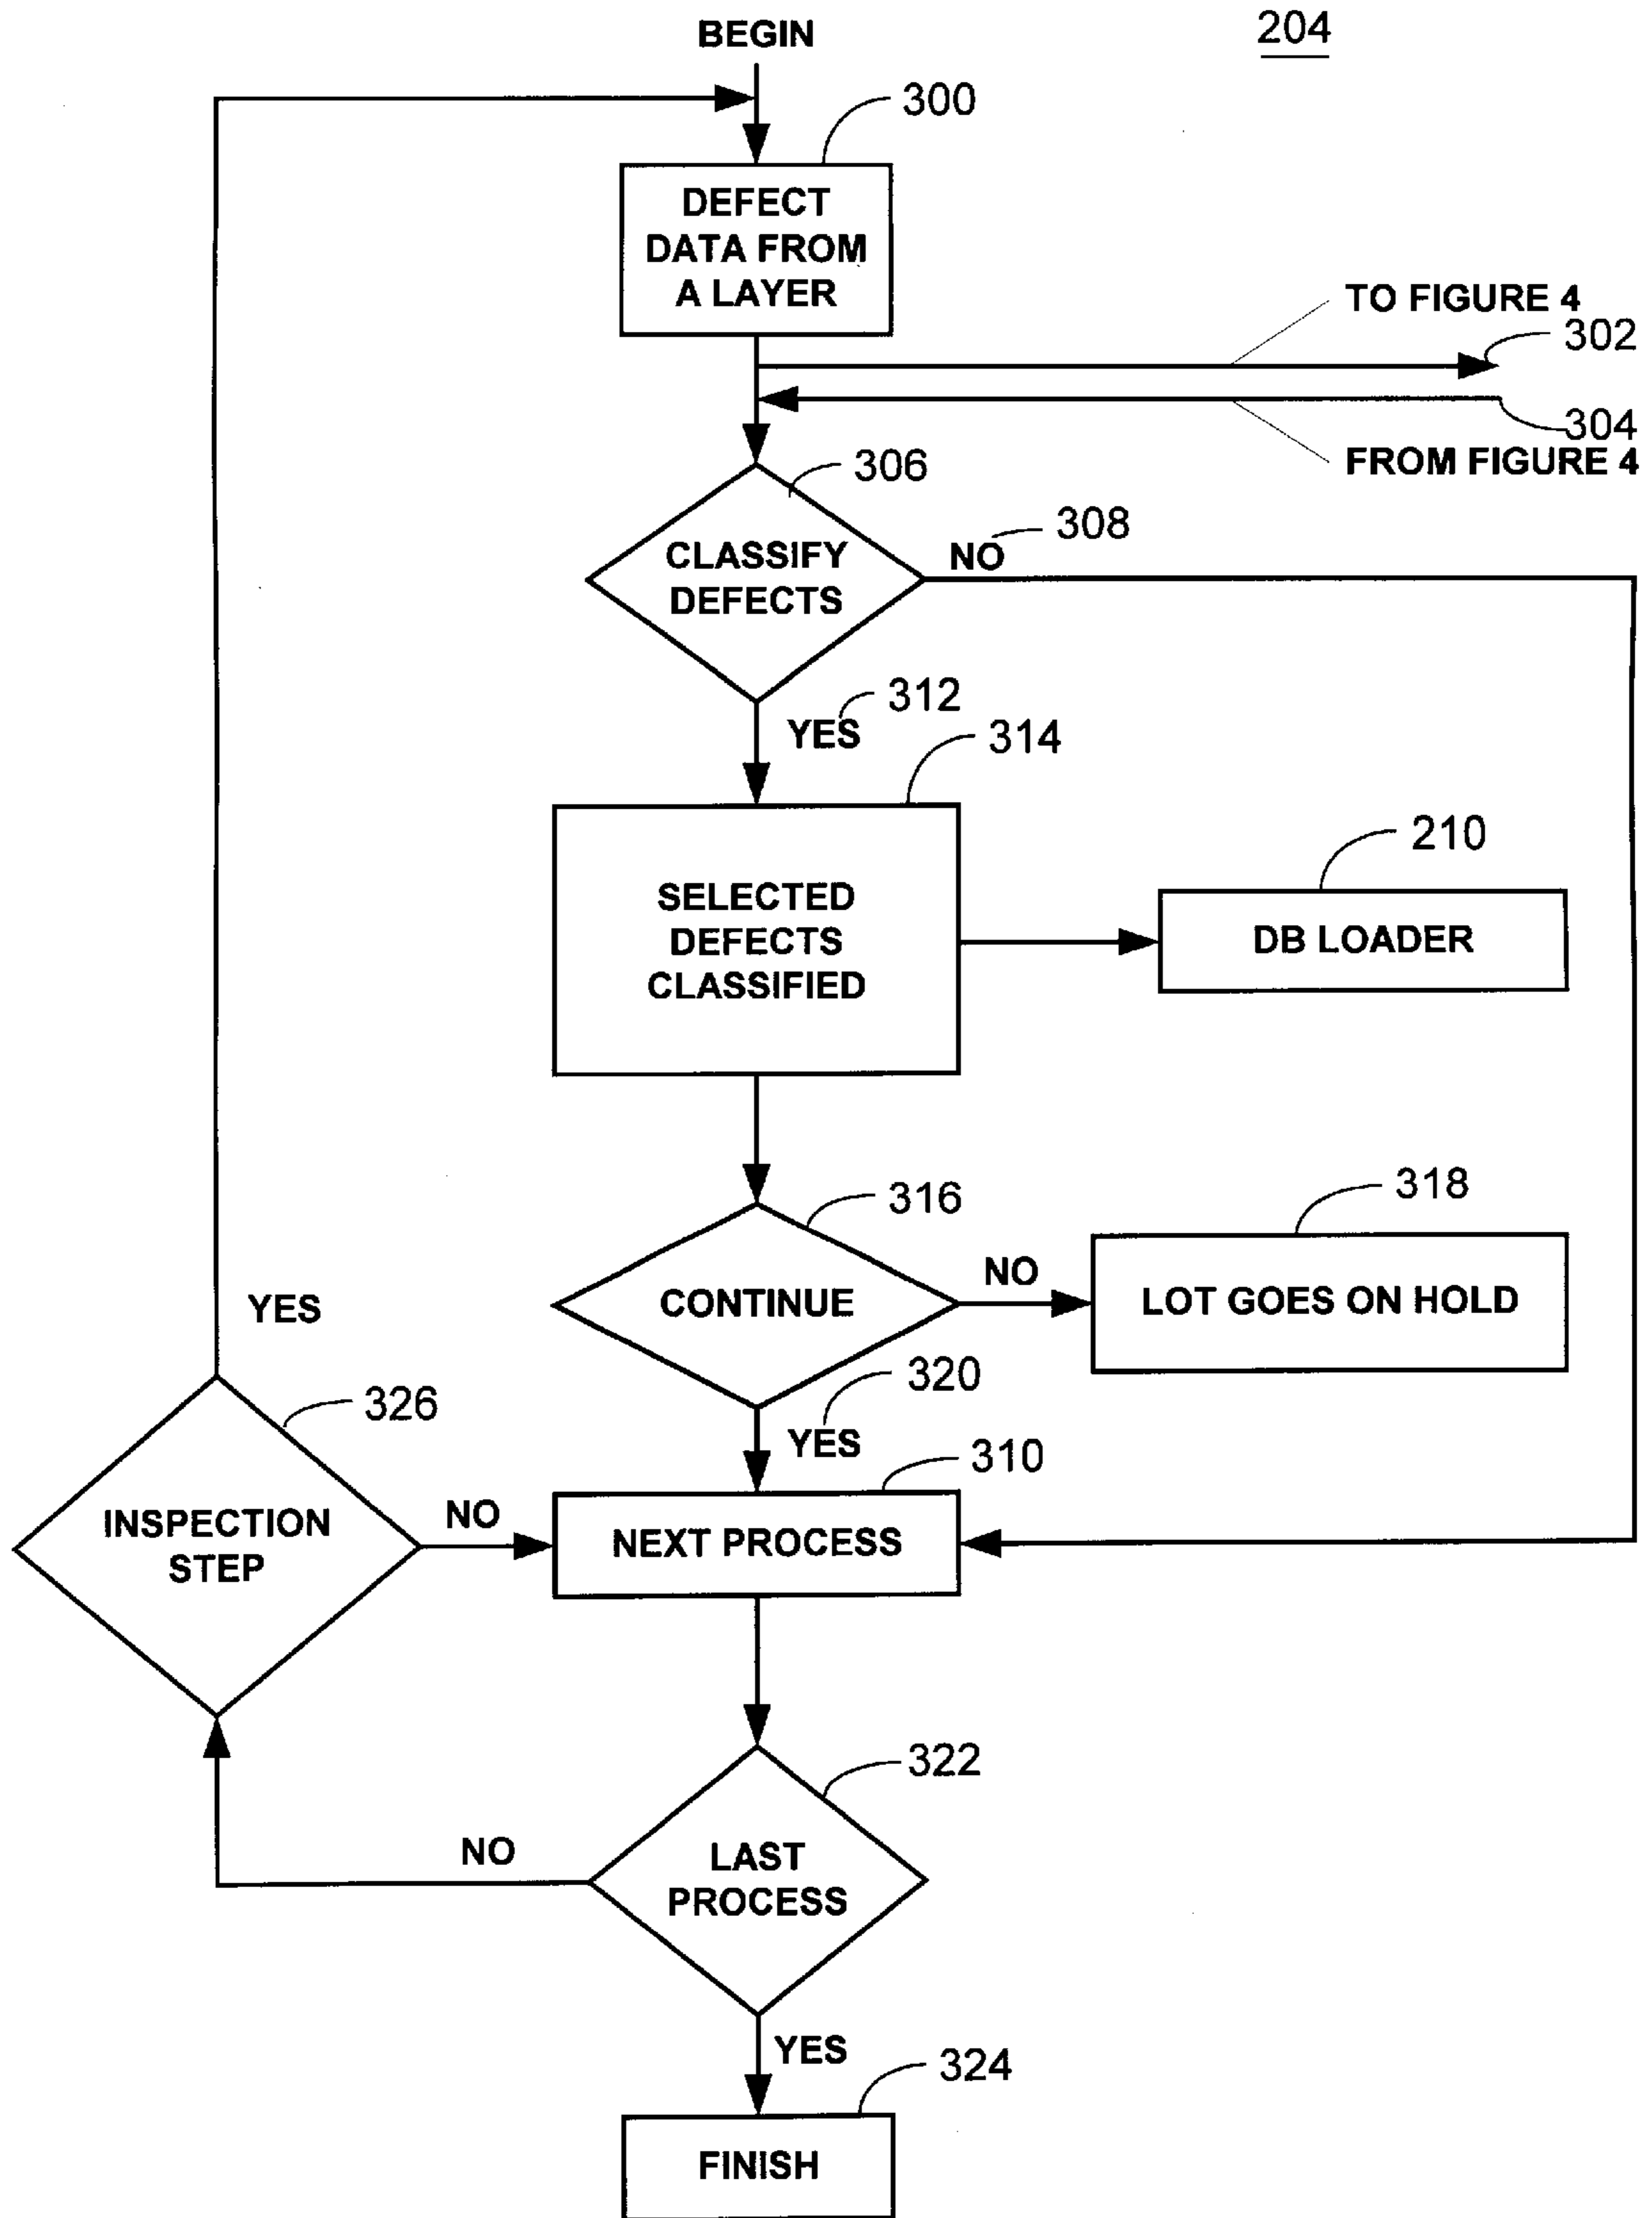 BEGIN
204
300
DEFECT
DATA FROM
A LAYER
TO FIGURE 4
302
304
FROM FIGURE 4
306
308
CLASSIFY
DEFECTS
NO
312
YES
314
SELECTED
DEFECTS
CLASSIFIED
210
DB LOADER
316
318
CONTINUE
NO
LOT GOES ON HOLD
YES
320
YES
326
310
INSPECTION
STEP
NO
NEXT PROCESS
322
NO
LAST
PROCESS
YES
324
FINISH